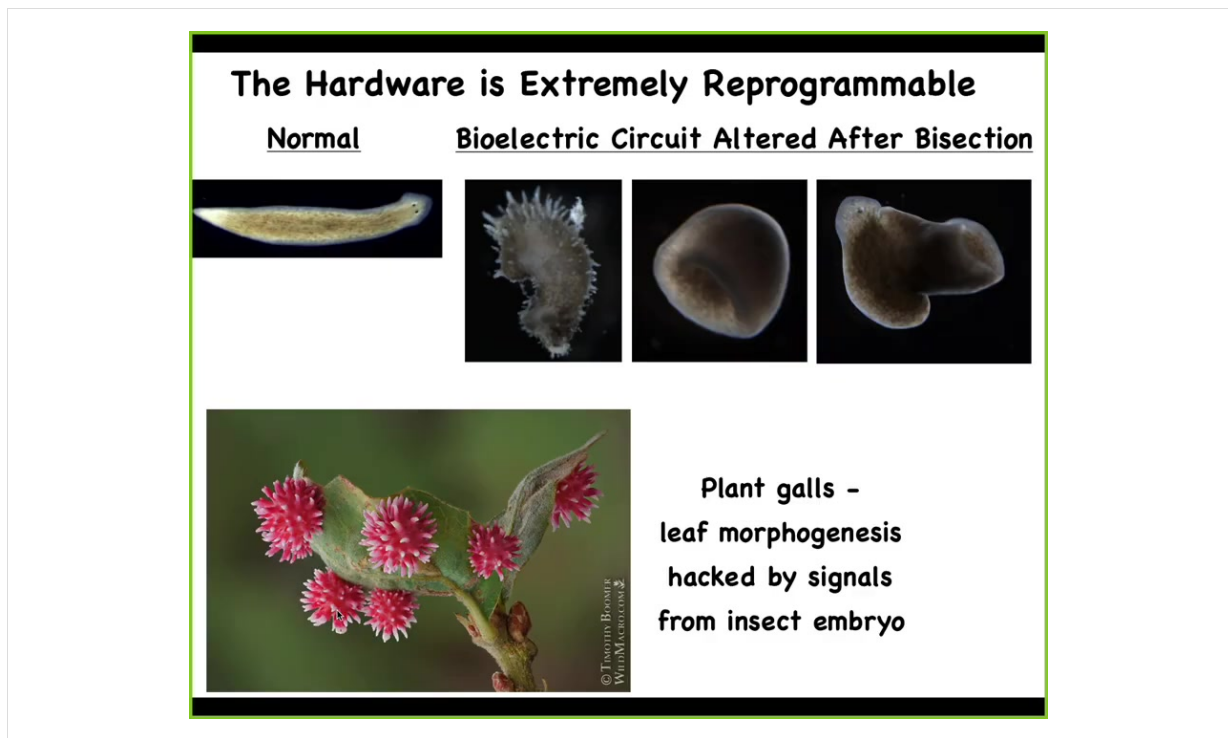 The Hardware is Extremely Reprogrammable
Normal
Bioelectric Circuit Altered After Bisection
Plant galls -
leaf morphogenesis
hacked by signals
from insect embryo
© TIMOTHY BOOMER
WILDMACRO.COM